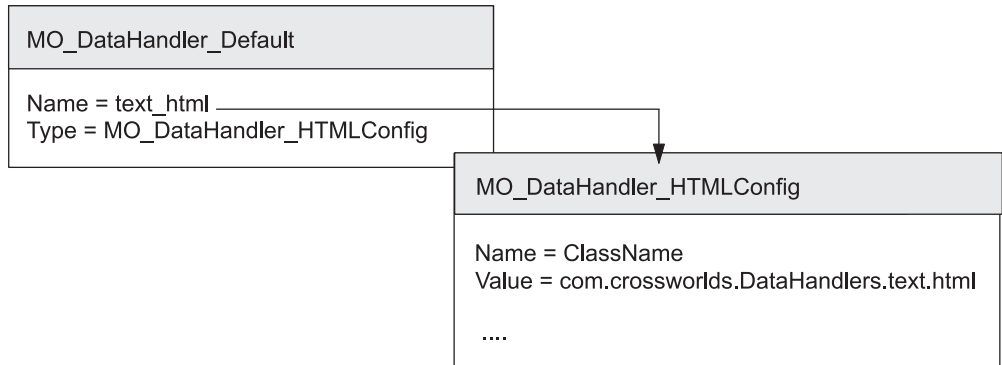 MO_DataHandler_Default
Name = text_html
Type = MO_DataHandler_HTMLConfig
MO_DataHandler_HTMLConfig
Name = ClassName
Value = com.crossworlds.DataHandlers.text.html
....